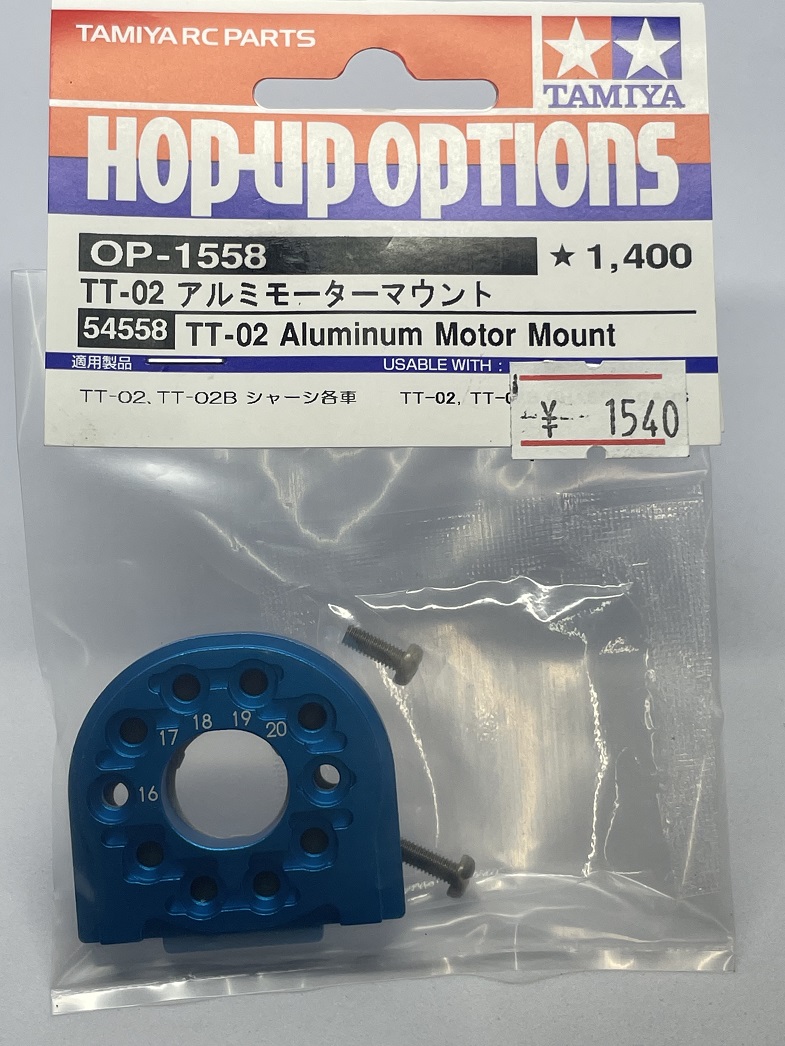 TAMIYA RC PARTS
TAMIYA
HOP-UP OPTIONS
OP-1558 ★ 1,400
TT-02 アルミモーターマウント
54558 TT-02 Aluminum Motor Mount
適用製品 USABLE WITH :
TT-02、TT-02B シャーシ各車 TT-02,
¥ 1540
16 17 18 19 20